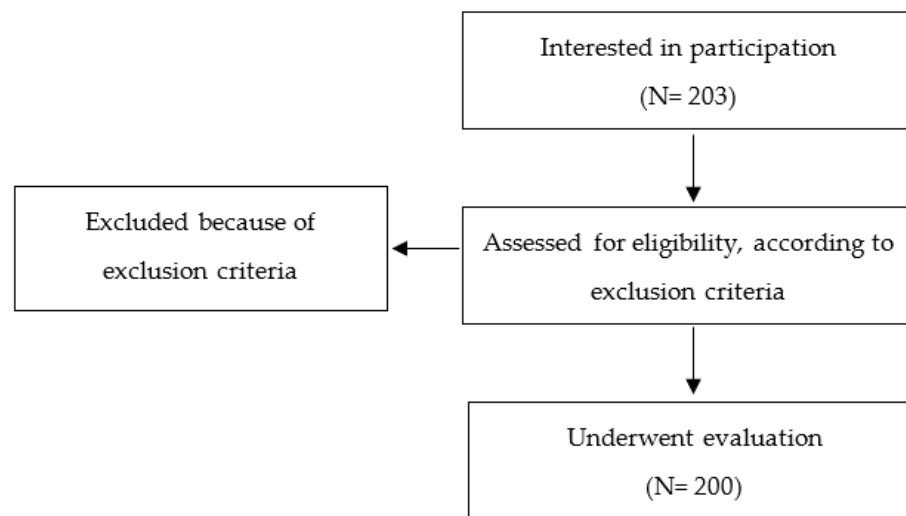 Interested in participation
(N= 203)
Excluded because of
exclusion criteria
Assessed for eligibility, according to
exclusion criteria
Underwent evaluation
(N= 200)